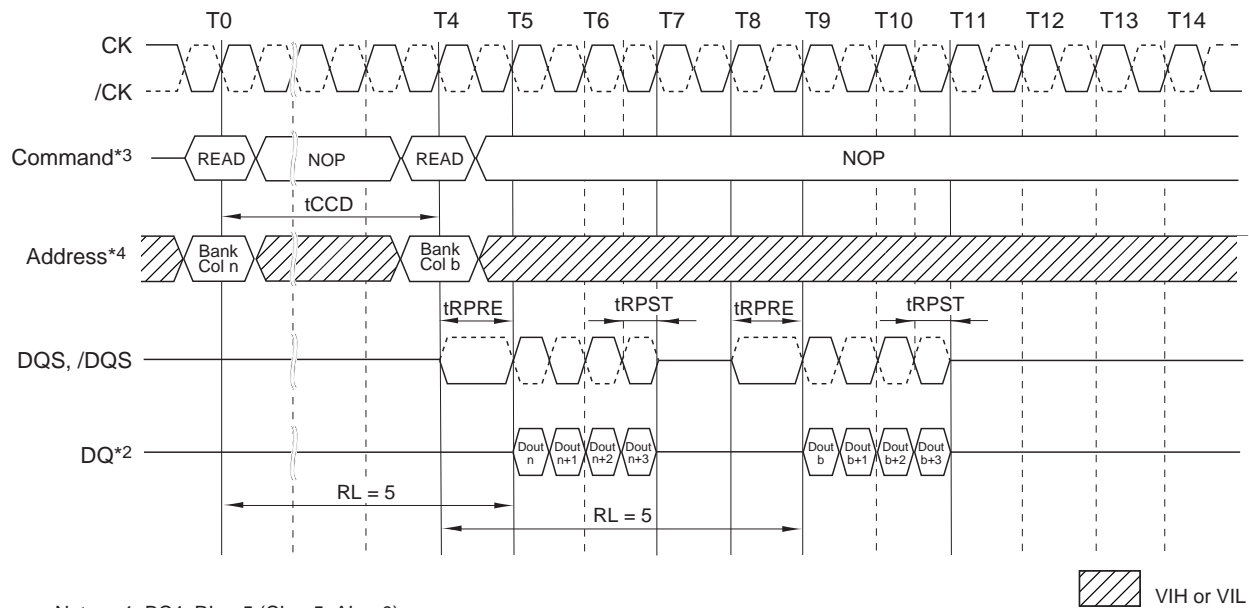 T0 T4 T5 T6 T7 T8 T9 T10 T11 T12 T13 T14
CK
/CK
Command*3 READ NOP READ NOP
tCCD
Address*4 Bank Col n Bank Col b
tRPRE tRPST tRPRE tRPST
DQS, /DQS
DQ*2 Dout n Dout n+1 Dout n+2 Dout n+3 Dout b Dout b+1 Dout b+2 Dout b+3
RL = 5
RL = 5
VIH or VIL